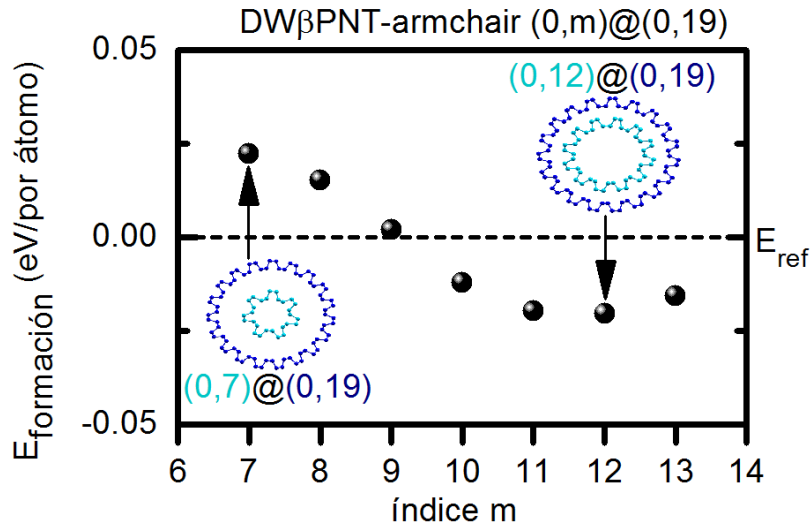 DWβPNT-armchair (0,m)@(0,19)
0.05
(0,12)@(0,19)
E_formación (eV/por átomo)
0.00
E_ref
(0,7)@(0,19)
-0.05
6 7 8 9 10 11 12 13 14
índice m